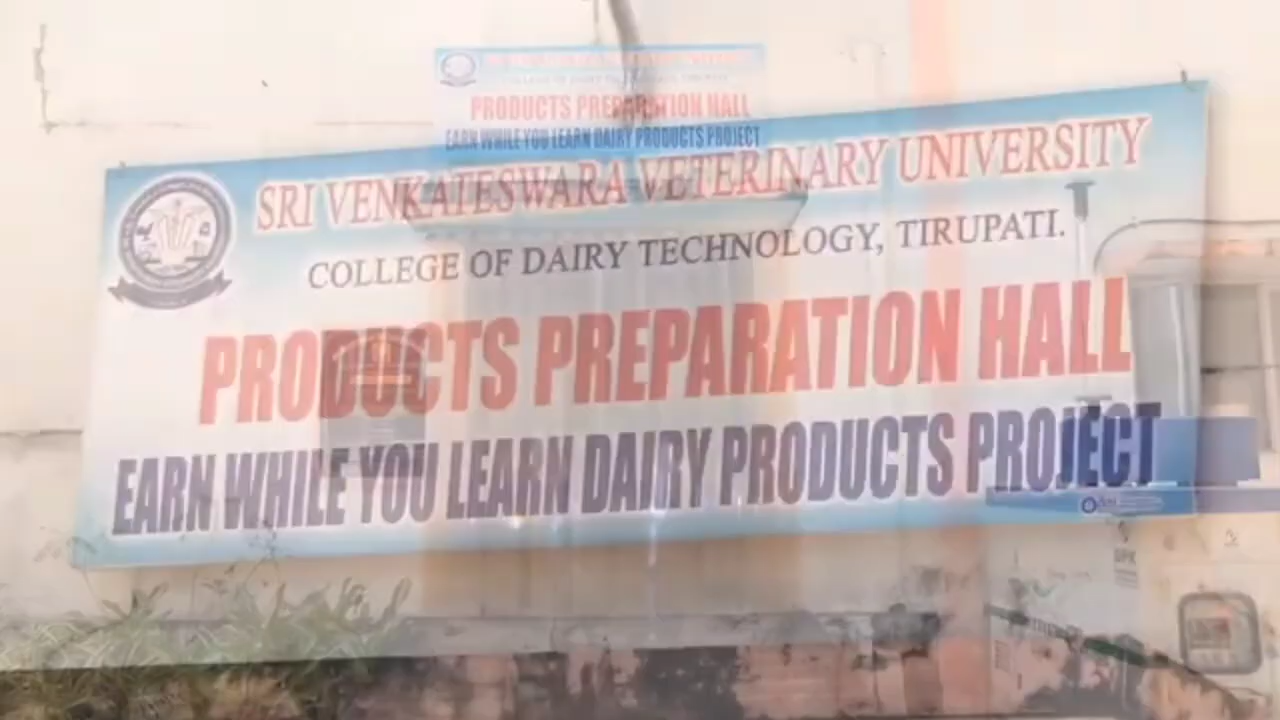 PRODUCTS PREPARATION HALL
EARN WHILE YOU LEARN DAIRY PRODUCTS PROJECT
SRI VENKATESWARA VETERINARY UNIVERSITY
COLLEGE OF DAIRY TECHNOLOGY, TIRUPATI.
PRODUCTS PREPARATION HALL
EARN WHILE YOU LEARN DAIRY PRODUCTS PROJECT